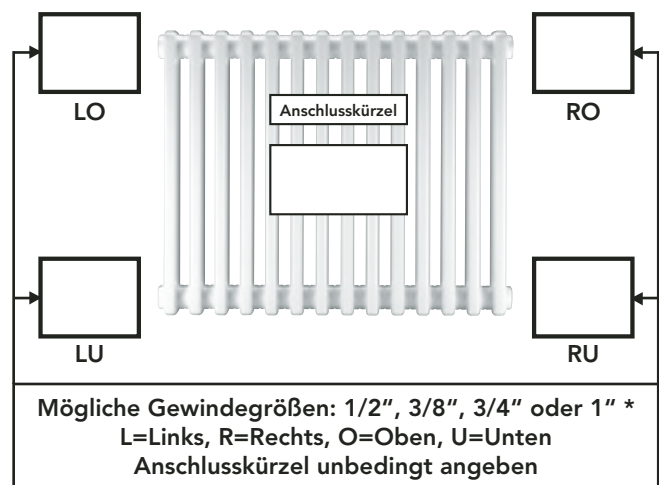 LO
RO
Anschlusskürzel
LU
RU
Mögliche Gewindegrößen: 1/2“, 3/8“, 3/4“ oder 1“ *
L=Links, R=Rechts, O=Oben, U=Unten
Anschlusskürzel unbedingt angeben